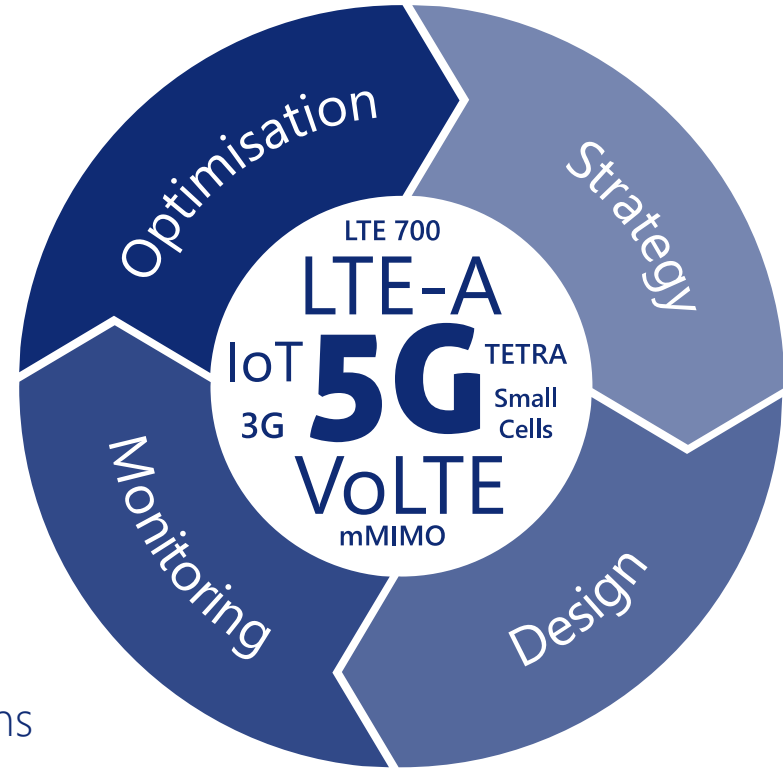 Optimisation
Strategy
LTE 700
LTE-A
IoT
5G
TETRA
3G
Small
Cells
VoLTE
mMIMO
Monitoring
Design